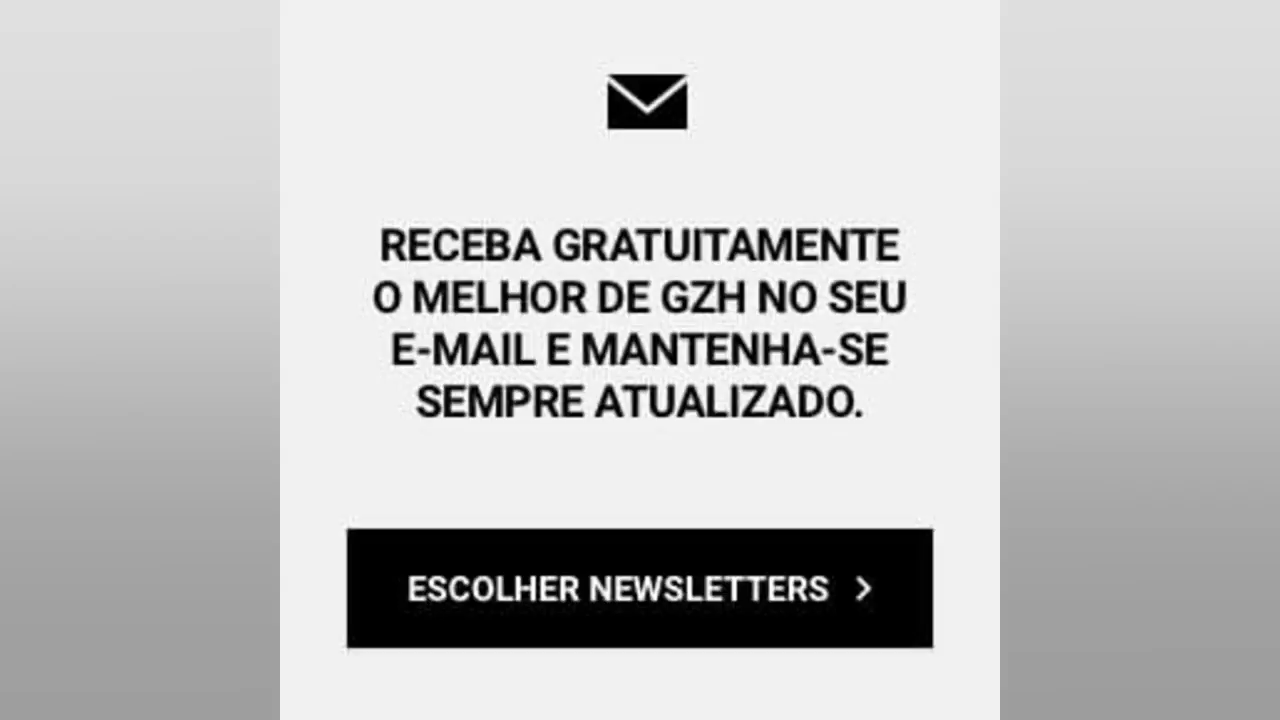 RECEBA GRATUITAMENTE
O MELHOR DE GZH NO SEU
E-MAIL E MANTENHA-SE
SEMPRE ATUALIZADO.
ESCOLHER NEWSLETTERS